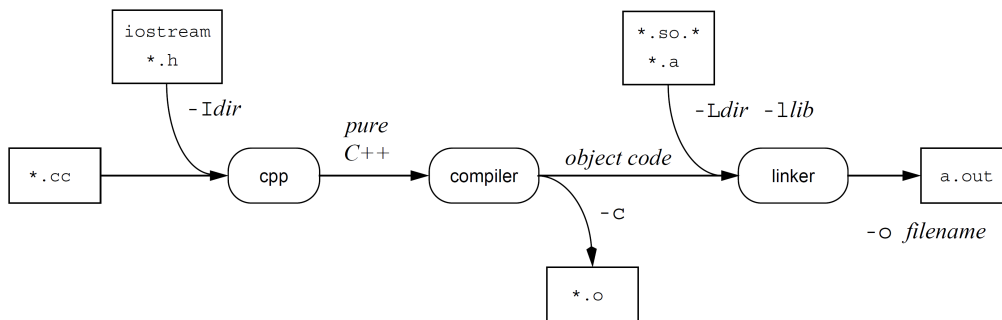 iostream
*.h
*.so.*
*.a
-Idir
-Ldir -llib
pure
C++
object code
*.cc
cpp
compiler
linker
a.out
-c
-o filename
*.o